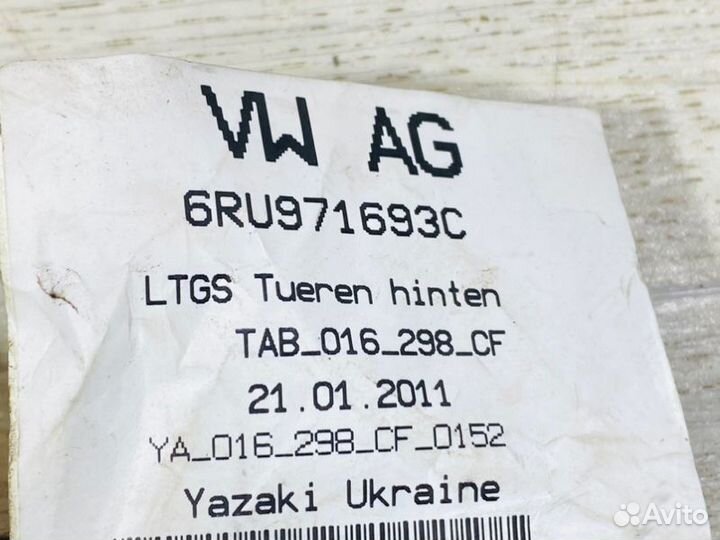 VW AG
6RU971693C
LTGS Tueren hinten
TAB_016_298_CF
21.01.2011
YA_016_298_CF_0152
Yazaki Ukraine
Avito